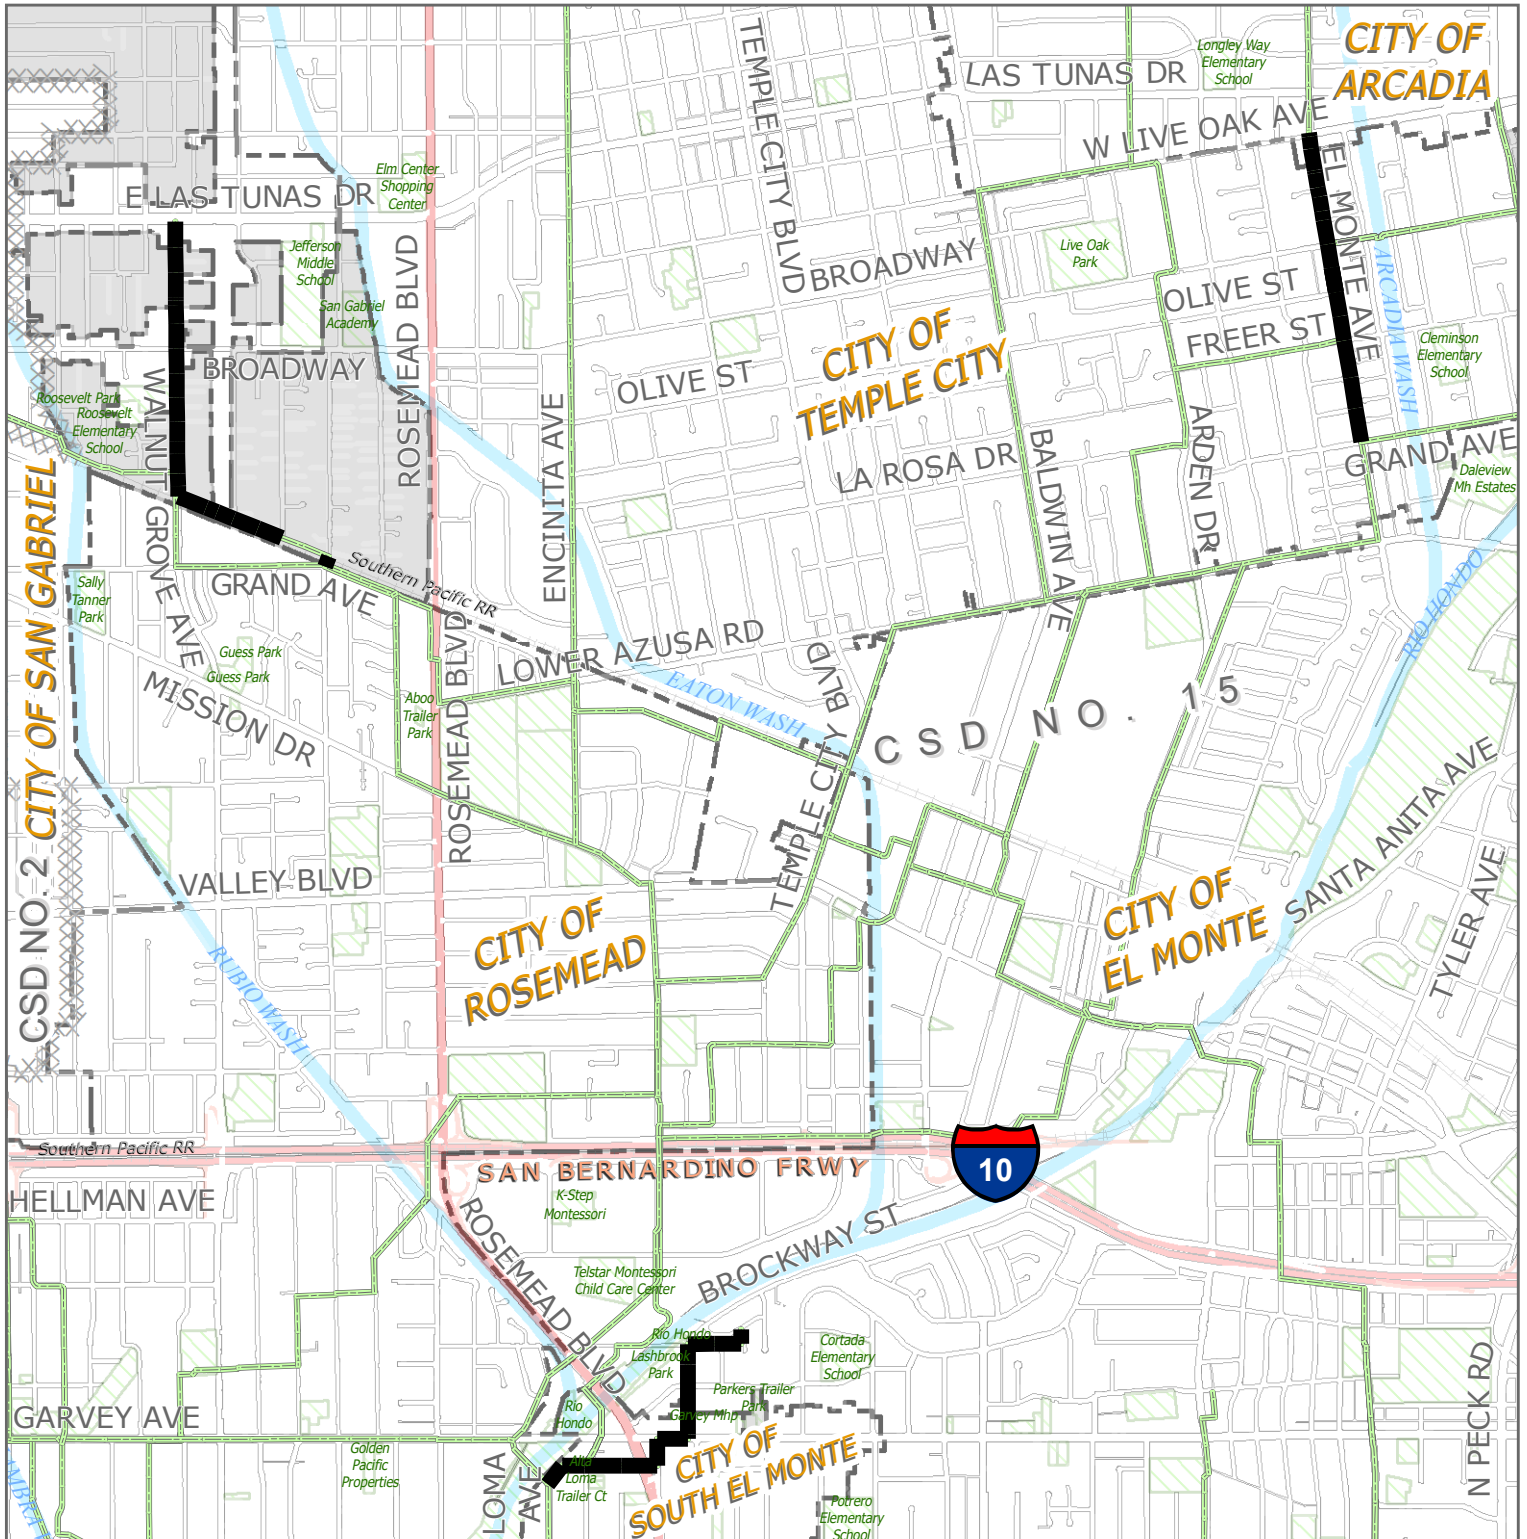 CITY OF
ARCADIA
Longley Way
Elementary
School
LAS TUNAS DR
TEMPLE CITY BLVD
W LIVE OAK AVE
Elm Center
Shopping
Center
E LAS TUNAS DR
EL MONTE AVE
Jefferson
Middle
School
San Gabriel
Academy
ROSEMEAD BLVD
BROADWAY
Live Oak
Park
OLIVE ST
ARCADIA WASH
FREER ST
Cleminson
Elementary
School
CITY OF
TEMPLE CITY
BROADWAY
OLIVE ST
WALNUT
GROVE AVE
Roosevelt Park
Roosevelt
Elementary
School
ENCINITA AVE
ARDEN DR
BALDWIN AVE
LA ROSA DR
GRAND AVE
Daleview
Mh Estates
CITY OF SAN GABRIEL
Southern Pacific RR
Sally
Tanner
Park
GRAND AVE
RIO HONDO
Guess Park
Guess Park
LOWER AZUSA RD
MISSION DR
Aboo
Trailer
Park
ROSEMEAD BLVD
EATON WASH
TEMPLE CITY BLVD
CSD NO. 15
SANTA ANITA AVE
CSD NO. 2
VALLEY BLVD
CITY OF
ROSEMEAD
CITY OF
EL MONTE
TYLER AVE
RUBIO WASH
Southern Pacific RR
SAN BERNARDINO FRWY
10
HELLMAN AVE
K-Step
Montessori
ROSEMEAD BLVD
BROCKWAY ST
Telstar Montessori
Child Care Center
Rio Hondo
Lashbrook
Park
Cortada
Elementary
School
Parkers Trailer
Park
Garvey Mhp
Rio
Hondo
N PECK RD
GARVEY AVE
Golden
Pacific
Properties
LOMA
AVE
Alta
Loma
Trailer Ct
CITY OF
SOUTH EL MONTE
Potrero
Elementary
School